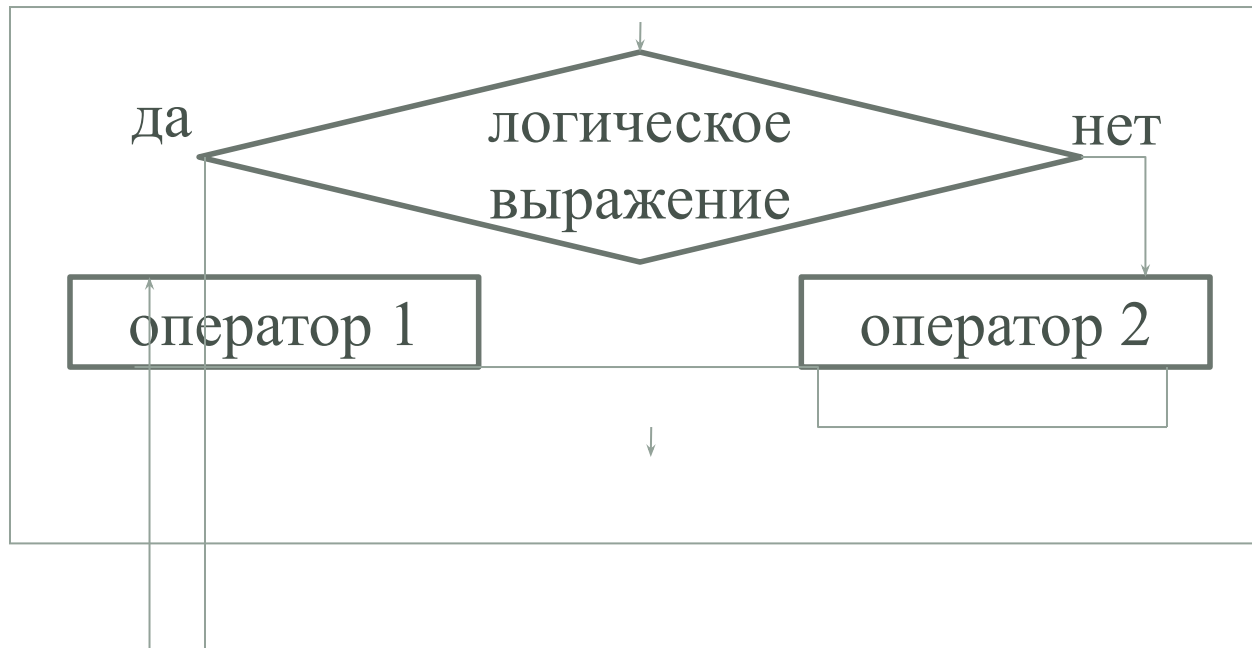 да
логическое
нет
выражение
оператор 1
оператор 2